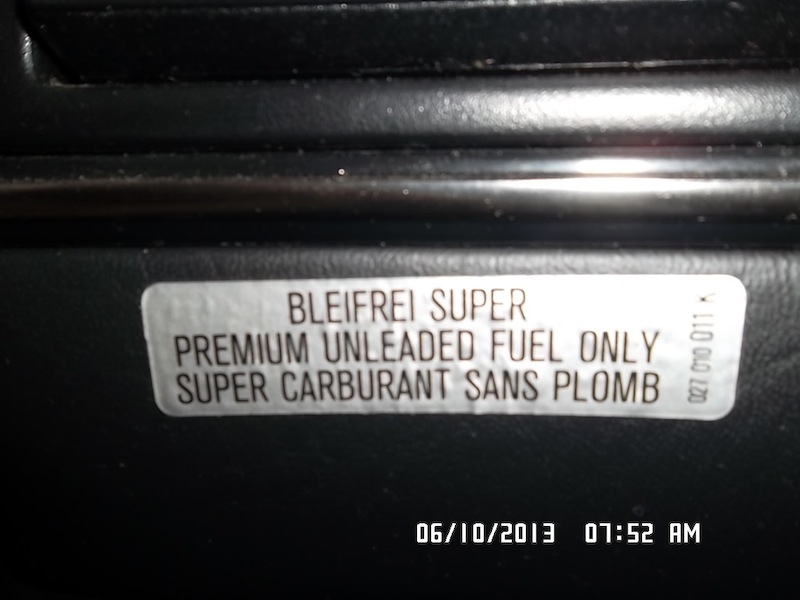 BLEIFREI SUPER
PREMIUM UNLEADED FUEL ONLY
SUPER CARBURANT SANS PLOMB
027 010 011 K
06/10/2013 07:52 AM